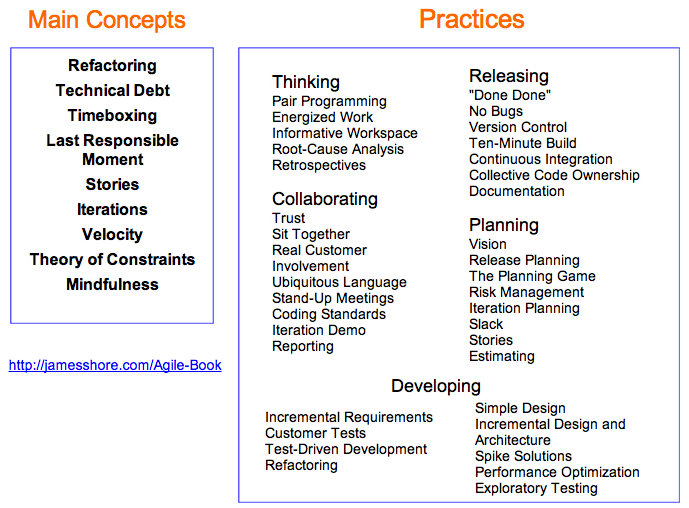 Main Concepts
Refactoring
Technical Debt
Timeboxing
Last Responsible
Moment
Stories
Iterations
Velocity
Theory of Constraints
Mindfulness
http://jamesshore.com/Agile-Book
Practices
Thinking
Pair Programming
Energized Work
Informative Workspace
Root-Cause Analysis
Retrospectives
Collaborating
Trust
Sit Together
Real Customer
Involvement
Ubiquitous Language
Stand-Up Meetings
Coding Standards
Iteration Demo
Reporting
Releasing
"Done Done"
No Bugs
Version Control
Ten-Minute Build
Continuous Integration
Collective Code Ownership
Documentation
Planning
Vision
Release Planning
The Planning Game
Risk Management
Iteration Planning
Slack
Stories
Estimating
Developing
Incremental Requirements
Customer Tests
Test-Driven Development
Refactoring
Simple Design
Incremental Design and
Architecture
Spike Solutions
Performance Optimization
Exploratory Testing